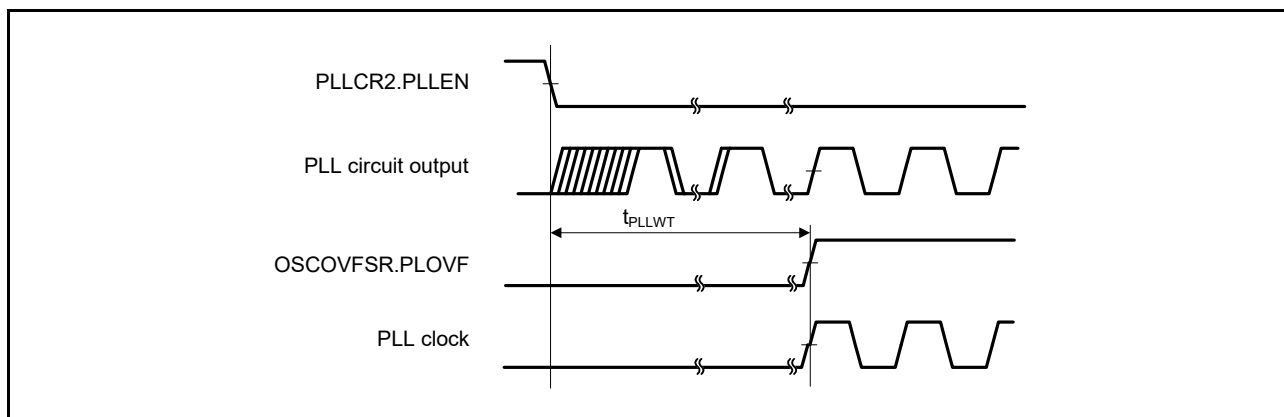 PLLCR2.PLLEN
PLL circuit output
tPLLWT
OSCOVFSR.PLOVF
PLL clock